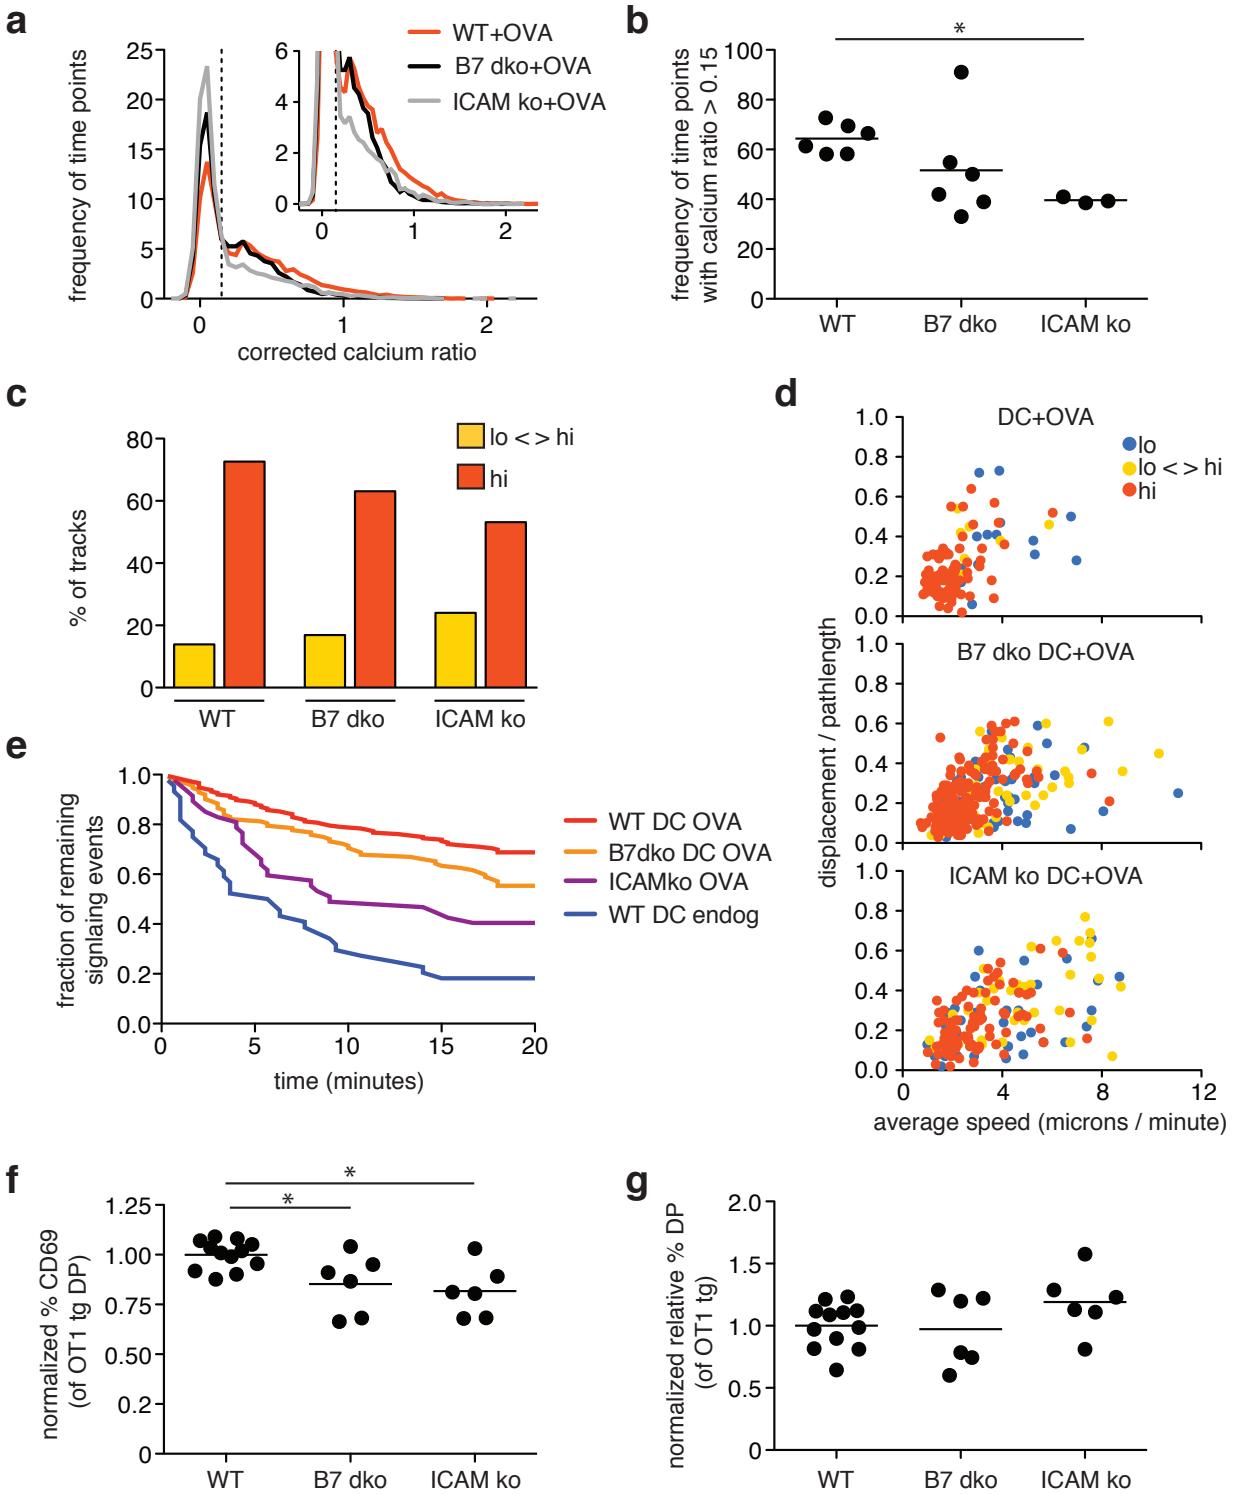 a
WT+OVA
B7 dko+OVA
ICAM ko+OVA
frequency of time points
25
20
15
10
5
0
6
4
2
0
0 1 2
0 1 2
corrected calcium ratio
b
*
frequency of time points
with calcium ratio > 0.15
100
80
60
40
20
0
WT B7 dko ICAM ko
c
lo < > hi
hi
% of tracks
80
60
40
20
0
WT B7 dko ICAM ko
d
displacement / pathlength
DC+OVA
lo
lo < > hi
hi
1.0
0.8
0.6
0.4
0.2
0.0
B7 dko DC+OVA
1.0
0.8
0.6
0.4
0.2
0.0
ICAM ko DC+OVA
1.0
0.8
0.6
0.4
0.2
0.0
0 4 8 12
average speed (microns / minute)
e
fraction of remaining
signlaing events
1.0
0.8
0.6
0.4
0.2
0.0
0 5 10 15 20
time (minutes)
WT DC OVA
B7dko DC OVA
ICAMko OVA
WT DC endog
f
*
*
normalized % CD69
(of OT1 tg DP)
1.25
1.00
0.75
0.50
0.2
0
WT B7 dko ICAM ko
g
normalized relative % DP
(of OT1 tg)
2.0
1.5
1.0
0.5
0
WT B7 dko ICAM ko